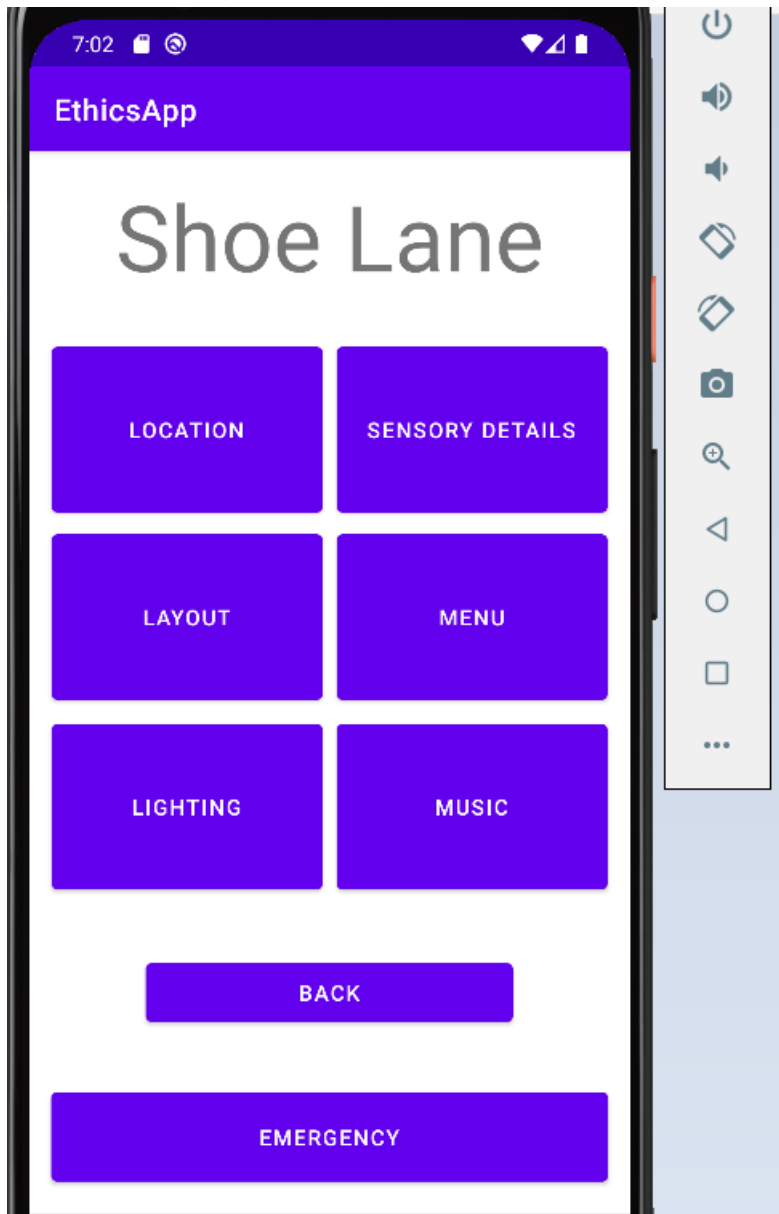 7:02
EthicsApp
Shoe Lane
LOCATION SENSORY DETAILS
LAYOUT MENU
LIGHTING MUSIC
BACK
EMERGENCY